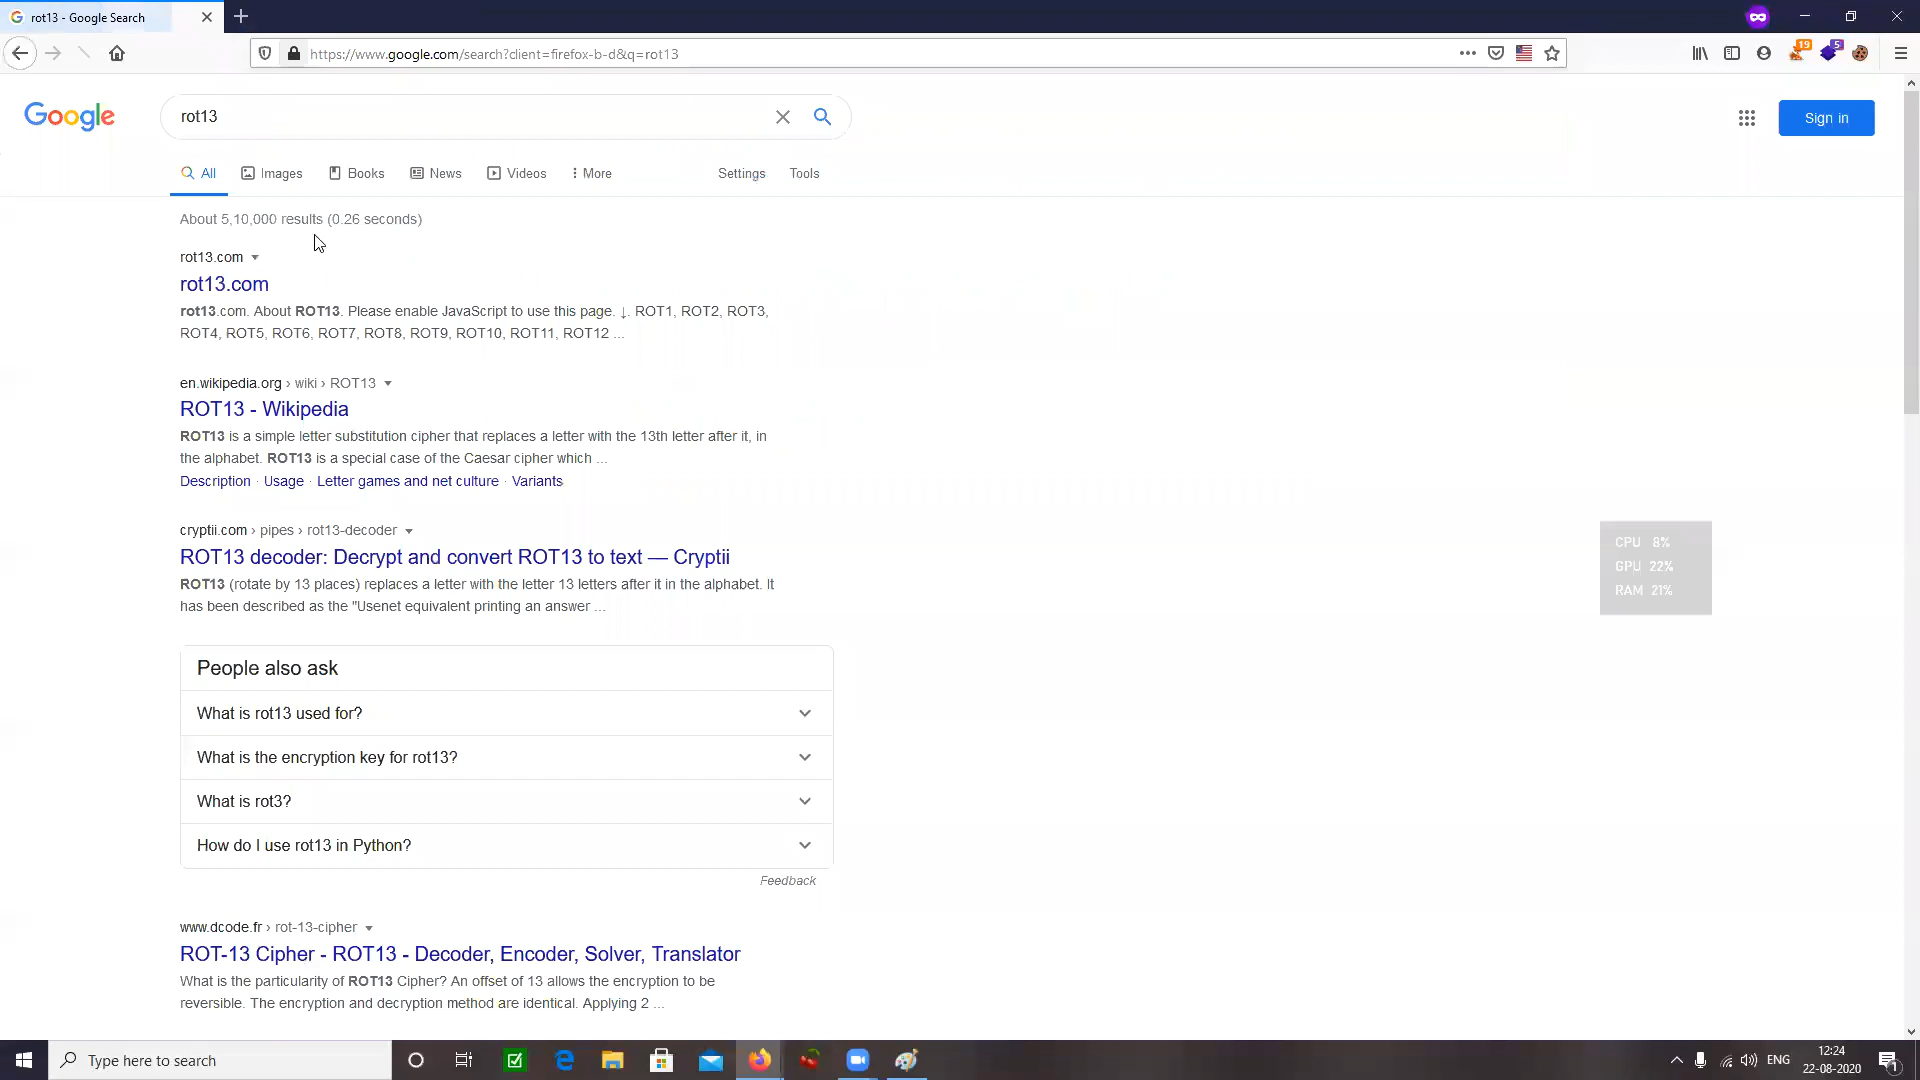 rot13 - Google Search
https://www.google.com/search?client=firefox-b-d&q=rot13
19
5
Google
rot13
Sign in
All
Images
Books
News
Videos
More
Settings
Tools
About 5,10,000 results (0.26 seconds)
rot13.com
rot13.com
rot13.com. About ROT13. Please enable JavaScript to use this page. ↓. ROT1, ROT2, ROT3,
ROT4, ROT5, ROT6, ROT7, ROT8, ROT9, ROT10, ROT11, ROT12 ...
en.wikipedia.org › wiki › ROT13
ROT13 - Wikipedia
ROT13 is a simple letter substitution cipher that replaces a letter with the 13th letter after it, in
the alphabet. ROT13 is a special case of the Caesar cipher which ...
Description · Usage · Letter games and net culture · Variants
cryptii.com › pipes › rot13-decoder
ROT13 decoder: Decrypt and convert ROT13 to text — Cryptii
ROT13 (rotate by 13 places) replaces a letter with the letter 13 letters after it in the alphabet. It
has been described as the "Usenet equivalent printing an answer ...
CPU 8%
GPU 22%
RAM 21%
People also ask
What is rot13 used for?
What is the encryption key for rot13?
What is rot3?
How do I use rot13 in Python?
Feedback
www.dcode.fr › rot-13-cipher
ROT-13 Cipher - ROT13 - Decoder, Encoder, Solver, Translator
What is the particularity of ROT13 Cipher? An offset of 13 allows the encryption to be
reversible. The encryption and decryption method are identical. Applying 2 ...
Type here to search
ENG
12:24
22-08-2020
1